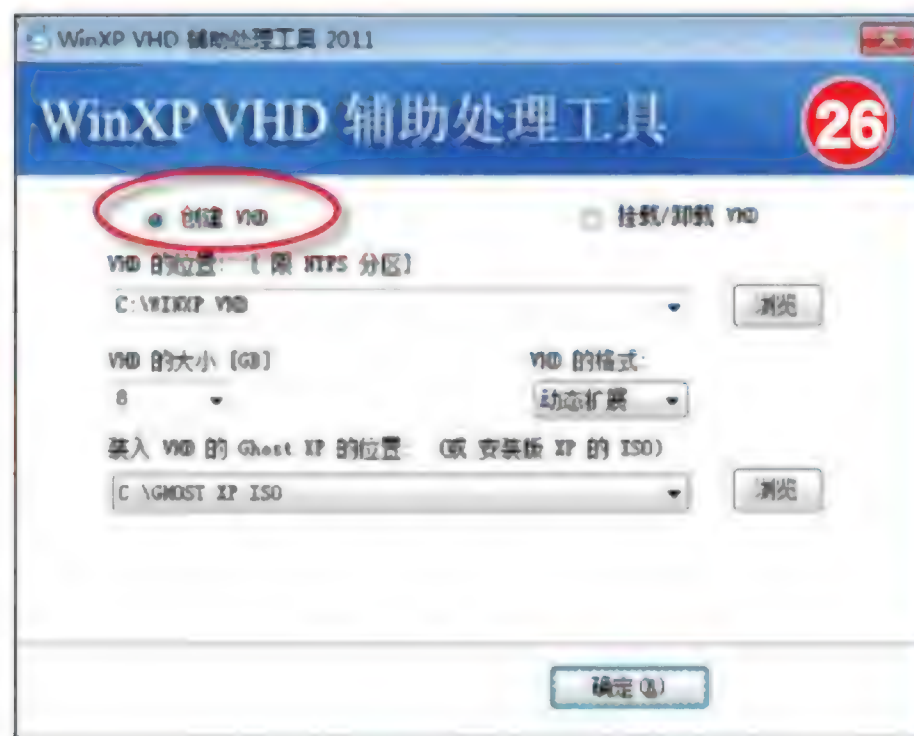 WinXP VHD 辅助处理工具 2011
WinXP VHD 辅助处理工具
26
创建 VHD
挂载/卸载 VHD
VHD 的位置: [ 限 NTFS 分区]
C:\WINXP VHD
浏览
VHD 的大小 [GB]
VHD 的格式:
8
动态扩展
装入 VHD 的 Ghost XP 的位置: (或 安装版 XP 的 ISO)
C:\GHOST XP ISO
浏览
确定